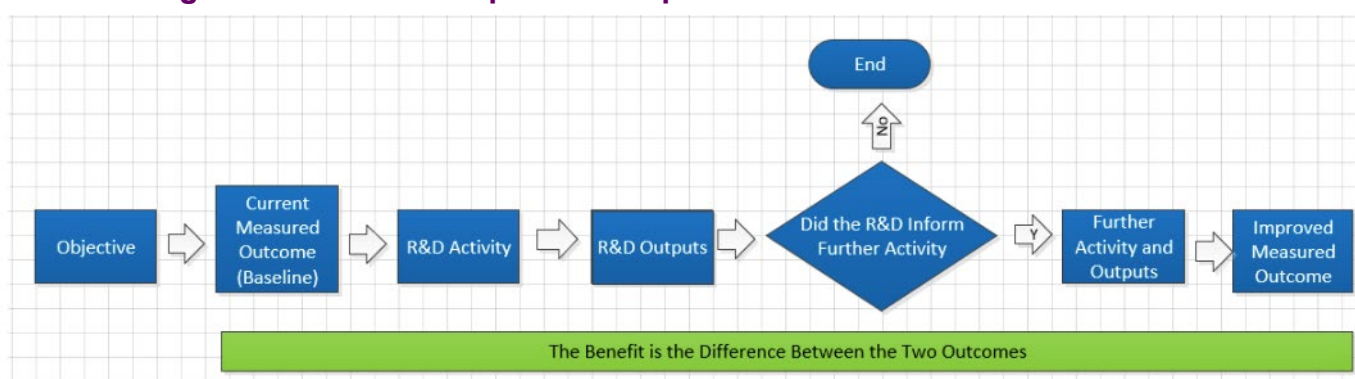 End
No
Objective
Current
Measured
Outcome
(Baseline)
R&D Activity
R&D Outputs
Did the R&D Inform
Further Activity
Y
Further
Activity and
Outputs
Improved
Measured
Outcome
The Benefit is the Difference Between the Two Outcomes